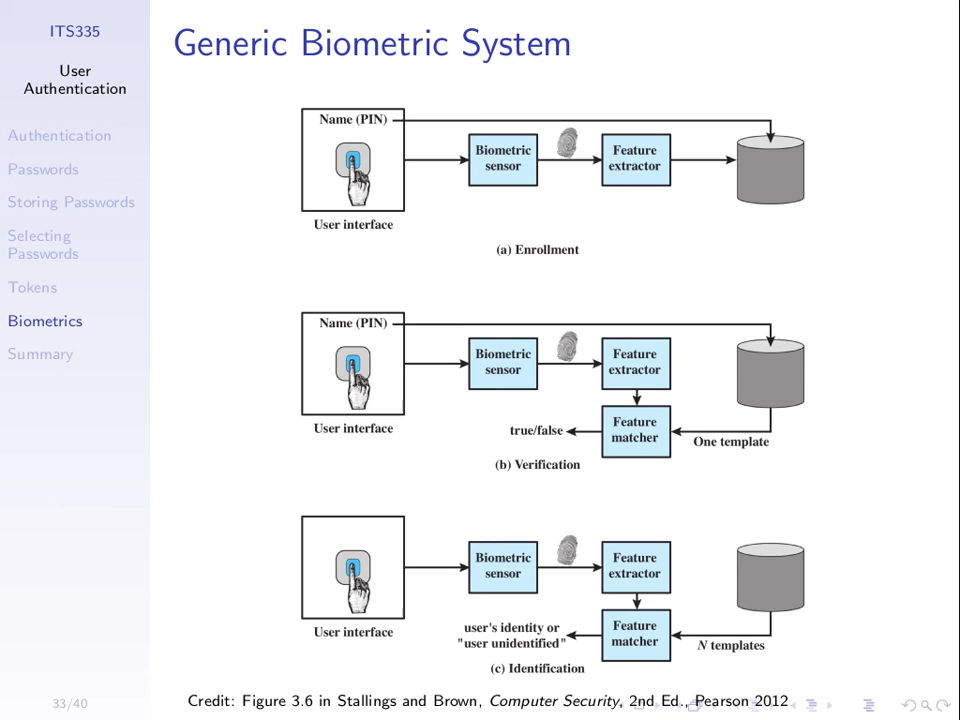 ITS335
User
Authentication
Authentication
Passwords
Storing Passwords
Selecting
Passwords
Tokens
Biometrics
Summary
33/40
Generic Biometric System
Name (PIN)
Biometric
sensor
Feature
extractor
User interface
(a) Enrollment
Name (PIN)
Biometric
sensor
Feature
extractor
User interface
Feature
matcher
true/false
One template
(b) Verification
Biometric
sensor
Feature
extractor
User interface
Feature
matcher
user's identity or
"user unidentified"
N templates
(c) Identification
Credit: Figure 3.6 in Stallings and Brown, Computer Security, 2nd Ed., Pearson 2012